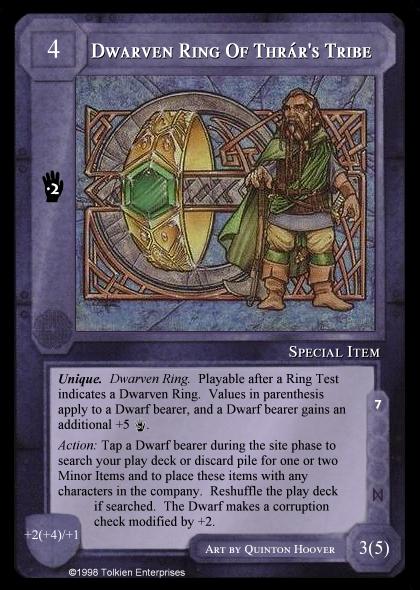 4
DWARVEN RING OF THRÁR'S TRIBE
-2
SPECIAL ITEM
Unique. Dwarven Ring. Playable after a Ring Test
indicates a Dwarven Ring. Values in parenthesis
apply to a Dwarf bearer, and a Dwarf bearer gains an
additional +5 .
7
Action: Tap a Dwarf bearer during the site phase to
search your play deck or discard pile for one or two
Minor Items and to place these items with any
characters in the company. Reshuffle the play deck
if searched. The Dwarf makes a corruption
check modified by +2.
+2(+4)/+1
ART BY QUINTON HOOVER
3(5)
©1998 Tolkien Enterprises